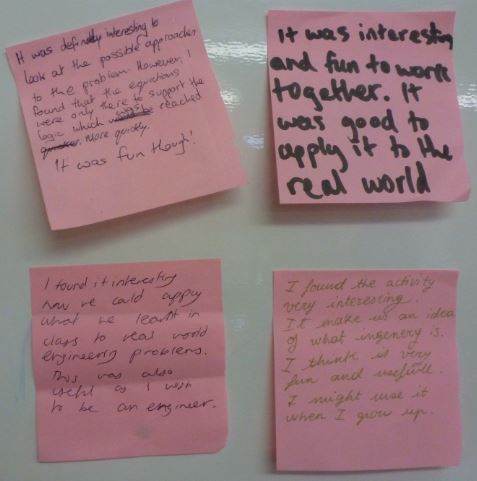 It was definitely interesting to
look at the possible approaches
to the problem. However, I
found that the equations
were only there to support the
logic which was reached
more quickly.
It was fun though!
It was interesting
and fun to work
together. It
was good to
apply it to the
real world
I found it interesting
how we could apply
what we learnt in
class to real world
engineering problems.
This was also
useful as I wish
to be an engineer.
I found the activity
very interesting.
It make us an idea
of what ingenery is.
I think is very
fun and usefull.
I might use it
when I grow up.